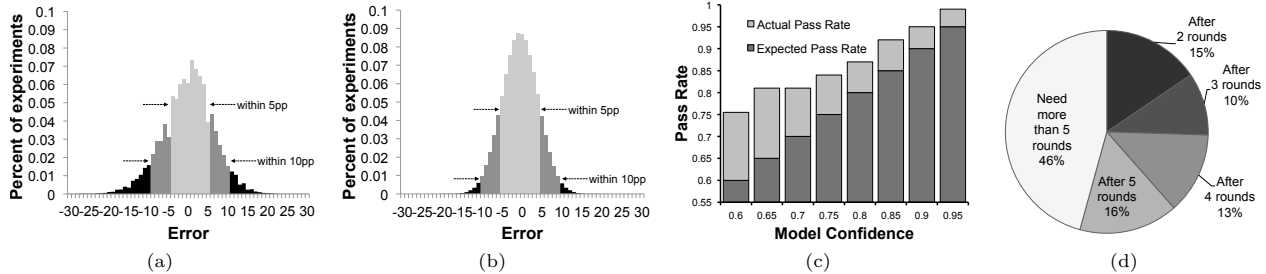 Percent of experiments
0.1
0.09
0.08
0.07
0.06
0.05
0.04
0.03
0.02
0.01
0
within 5pp
within 10pp
-30-25-20-15-10-5 0 5 10 15 20 25 30
Error
(a)
Percent of experiments
0.1
0.09
0.08
0.07
0.06
0.05
0.04
0.03
0.02
0.01
0
within 5pp
within 10pp
-30-25-20-15-10-5 0 5 10 15 20 25 30
Error
(b)
Pass Rate
1
0.95
0.9
0.85
0.8
0.75
0.7
0.65
0.6
0.55
Actual Pass Rate
Expected Pass Rate
0.6 0.65 0.7 0.75 0.8 0.85 0.9 0.95
Model Confidence
(c)
After
2 rounds
15%
After
3 rounds
10%
After
4 rounds
13%
After 5
rounds
16%
Need
more
than 5
rounds
46%
(d)